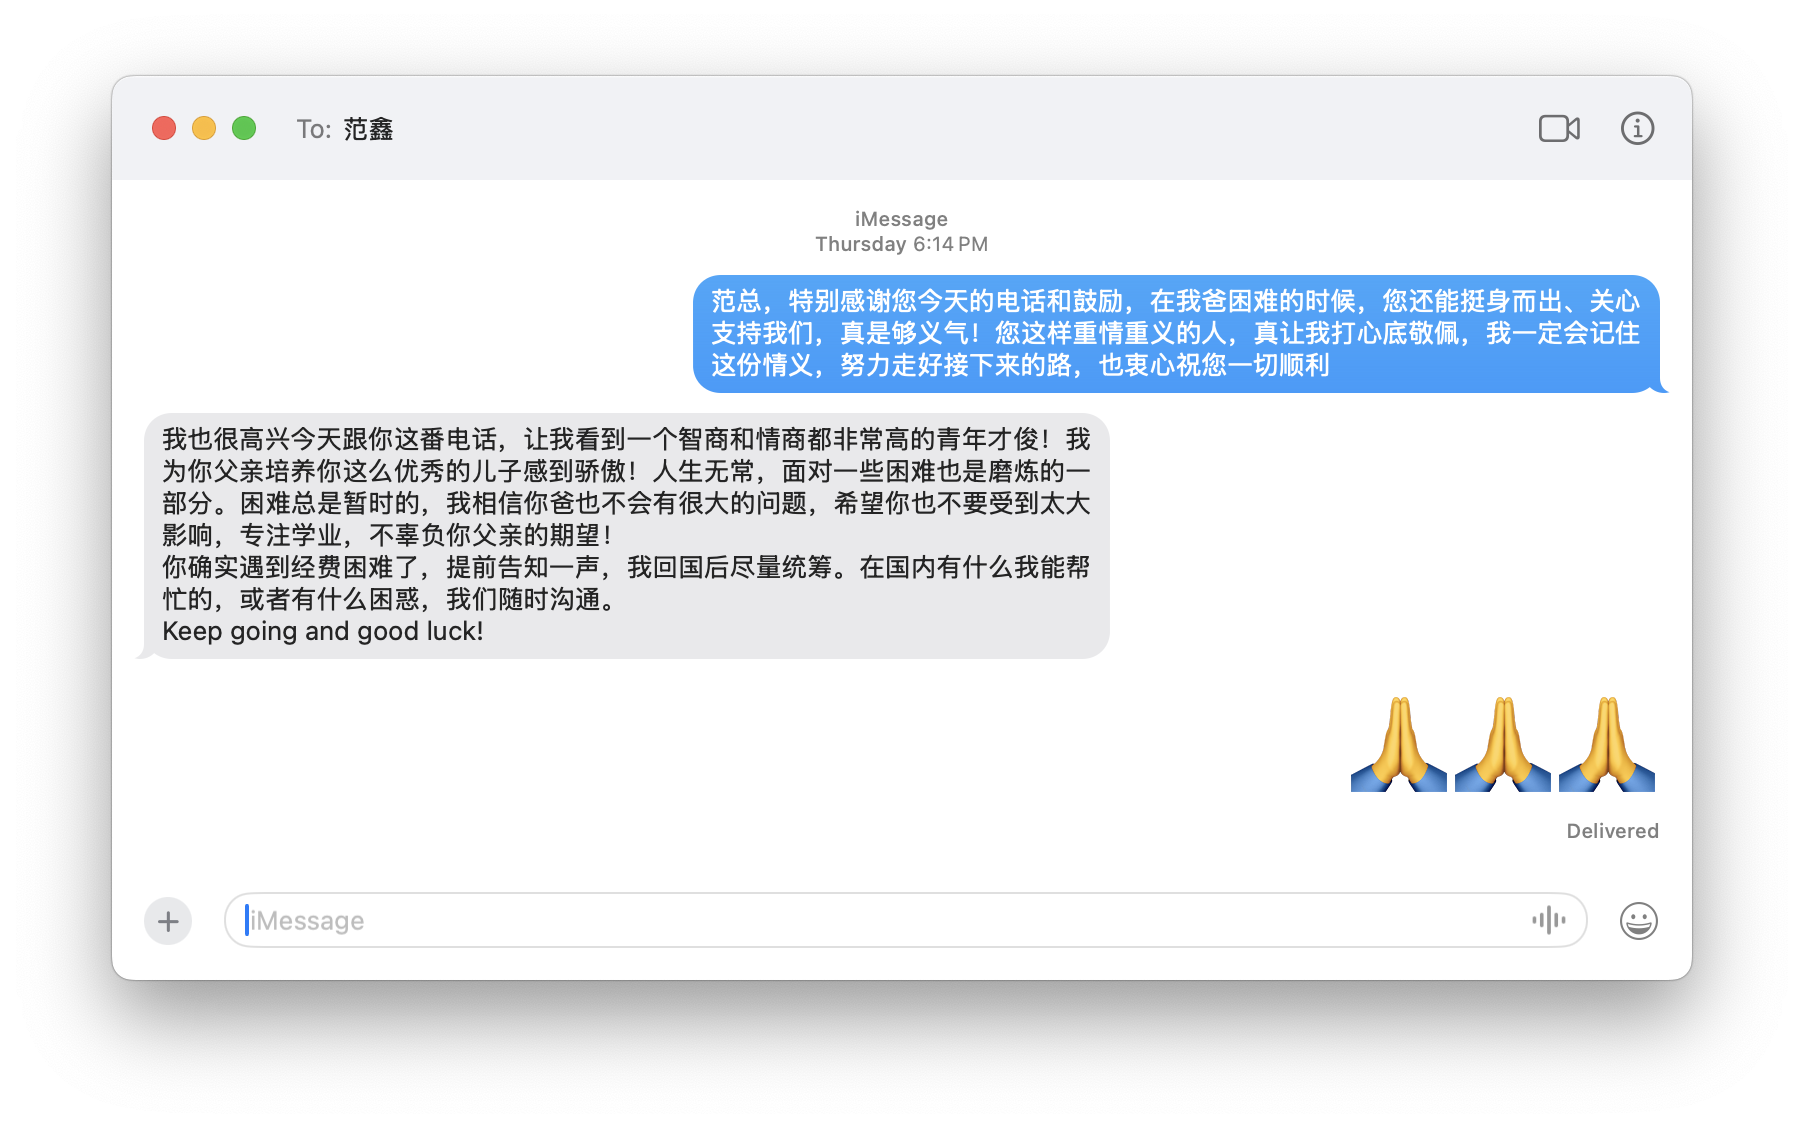 To: 范鑫
iMessage
Thursday 6:14 PM
范总，特别感谢您今天的电话和鼓励，在我爸困难的时候，您还能挺身而出、关心
支持我们，真是够义气！您这样重情重义的人，真让我打心底敬佩，我一定会记住
这份情义，努力走好接下来的路，也衷心祝您一切顺利
我也很高兴今天跟你这番电话，让我看到一个智商和情商都非常高的青年才俊！我
为你父亲培养你这么优秀的儿子感到骄傲！人生无常，面对一些困难也是磨炼的一
部分。困难总是暂时的，我相信你爸也不会有很大的问题，希望你也不要受到太大
影响，专注学业，不辜负你父亲的期望！
你确实遇到经费困难了，提前告知一声，我回国后尽量统筹。在国内有什么我能帮
忙的，或者有什么困惑，我们随时沟通。
Keep going and good luck!
🙏🙏🙏
Delivered
iMessage